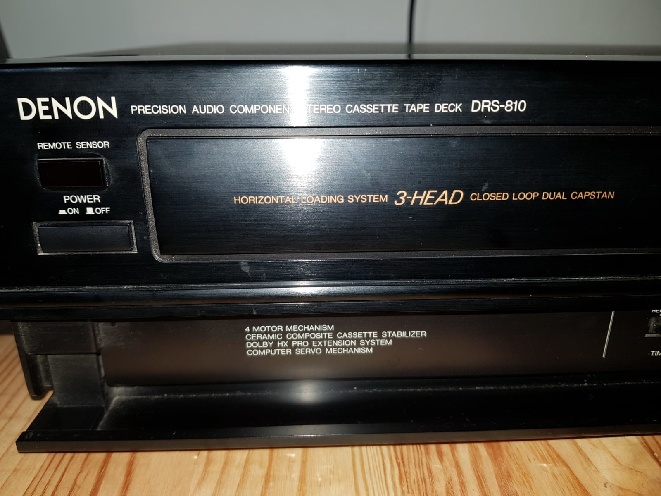 DENON PRECISION AUDIO COMPONEN STEREO CASSETTE TAPE DECK DRS-810
REMOTE SENSOR
POWER
ON OFF
HORIZONTAL LOADING SYSTEM 3-HEAD CLOSED LOOP DUAL CAPSTAN
4 MOTOR MECHANISM
CERAMIC COMPOSITE CASSETTE STABILIZER
DOLBY HX PRO EXTENSION SYSTEM
COMPUTER SERVO MECHANISM